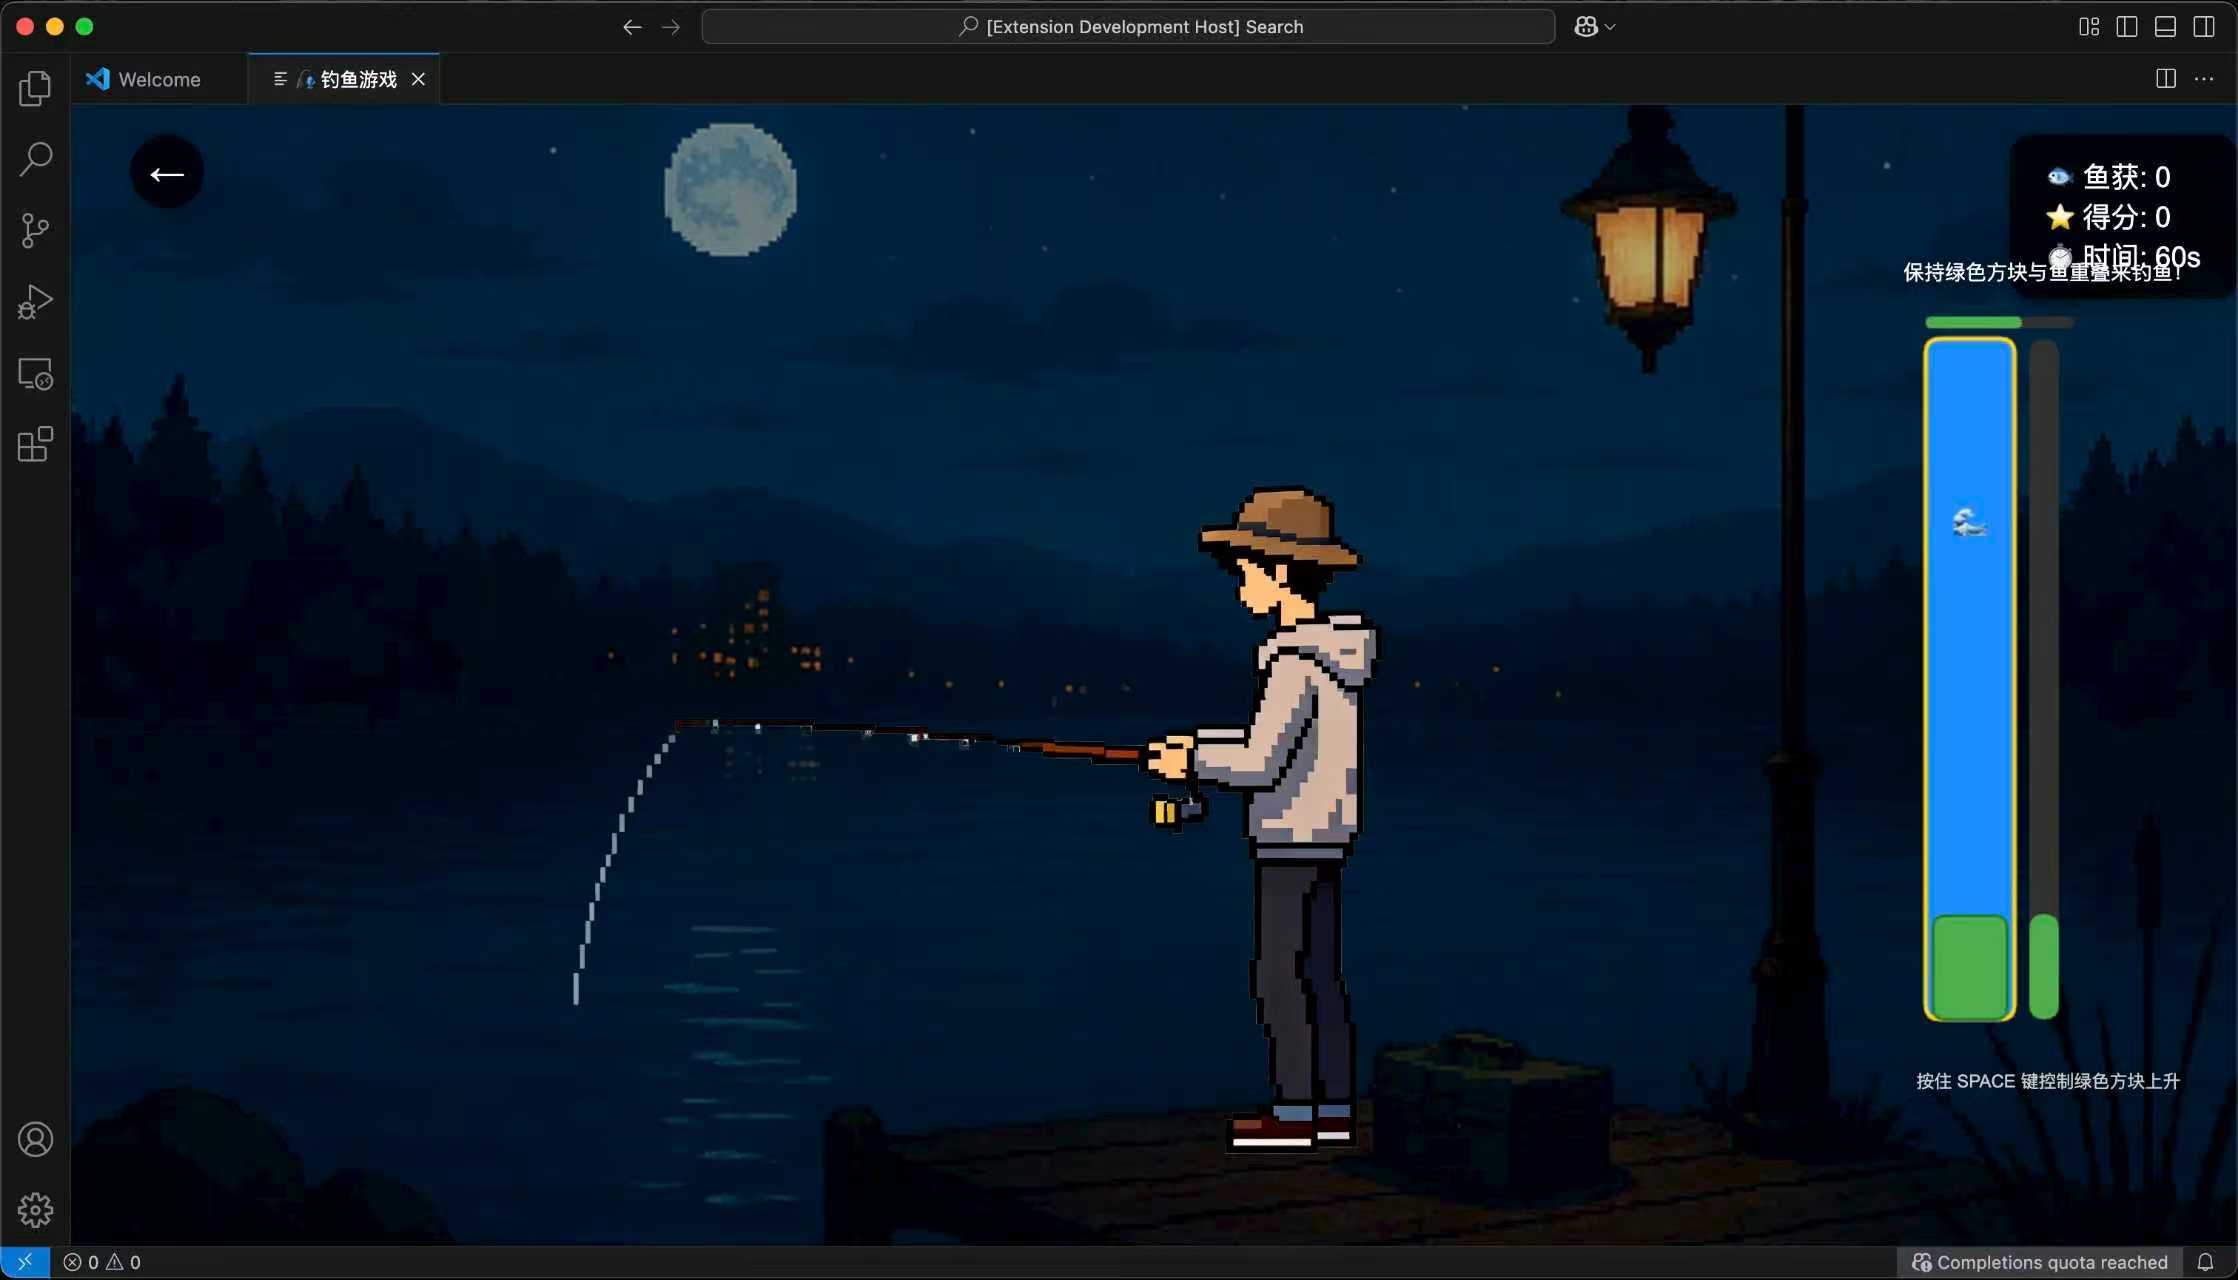 [Extension Development Host] Search
Welcome
钓鱼游戏
鱼获: 0
得分: 0
时间: 60s
保持绿色方块与鱼重叠来钓鱼!
按住 SPACE 键控制绿色方块上升
0 0
Completions quota reached